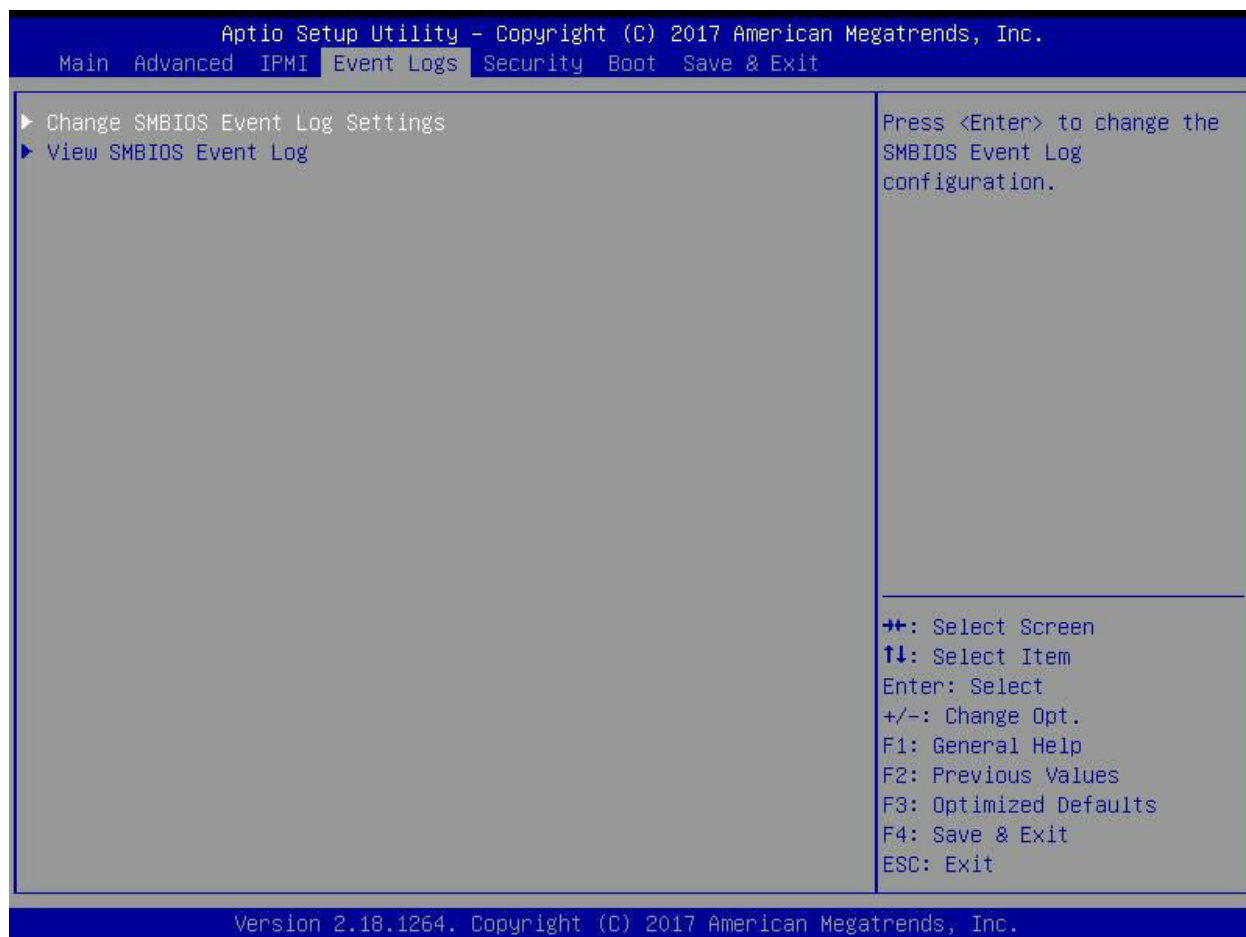 Aptio Setup Utility – Copyright (C) 2017 American Megatrends, Inc.
Main Advanced IPMI Event Logs Security Boot Save & Exit
▶ Change SMBIOS Event Log Settings
▶ View SMBIOS Event Log
Press <Enter> to change the
SMBIOS Event Log
configuration.
→←: Select Screen
↑↓: Select Item
Enter: Select
+/-: Change Opt.
F1: General Help
F2: Previous Values
F3: Optimized Defaults
F4: Save & Exit
ESC: Exit
Version 2.18.1264. Copyright (C) 2017 American Megatrends, Inc.